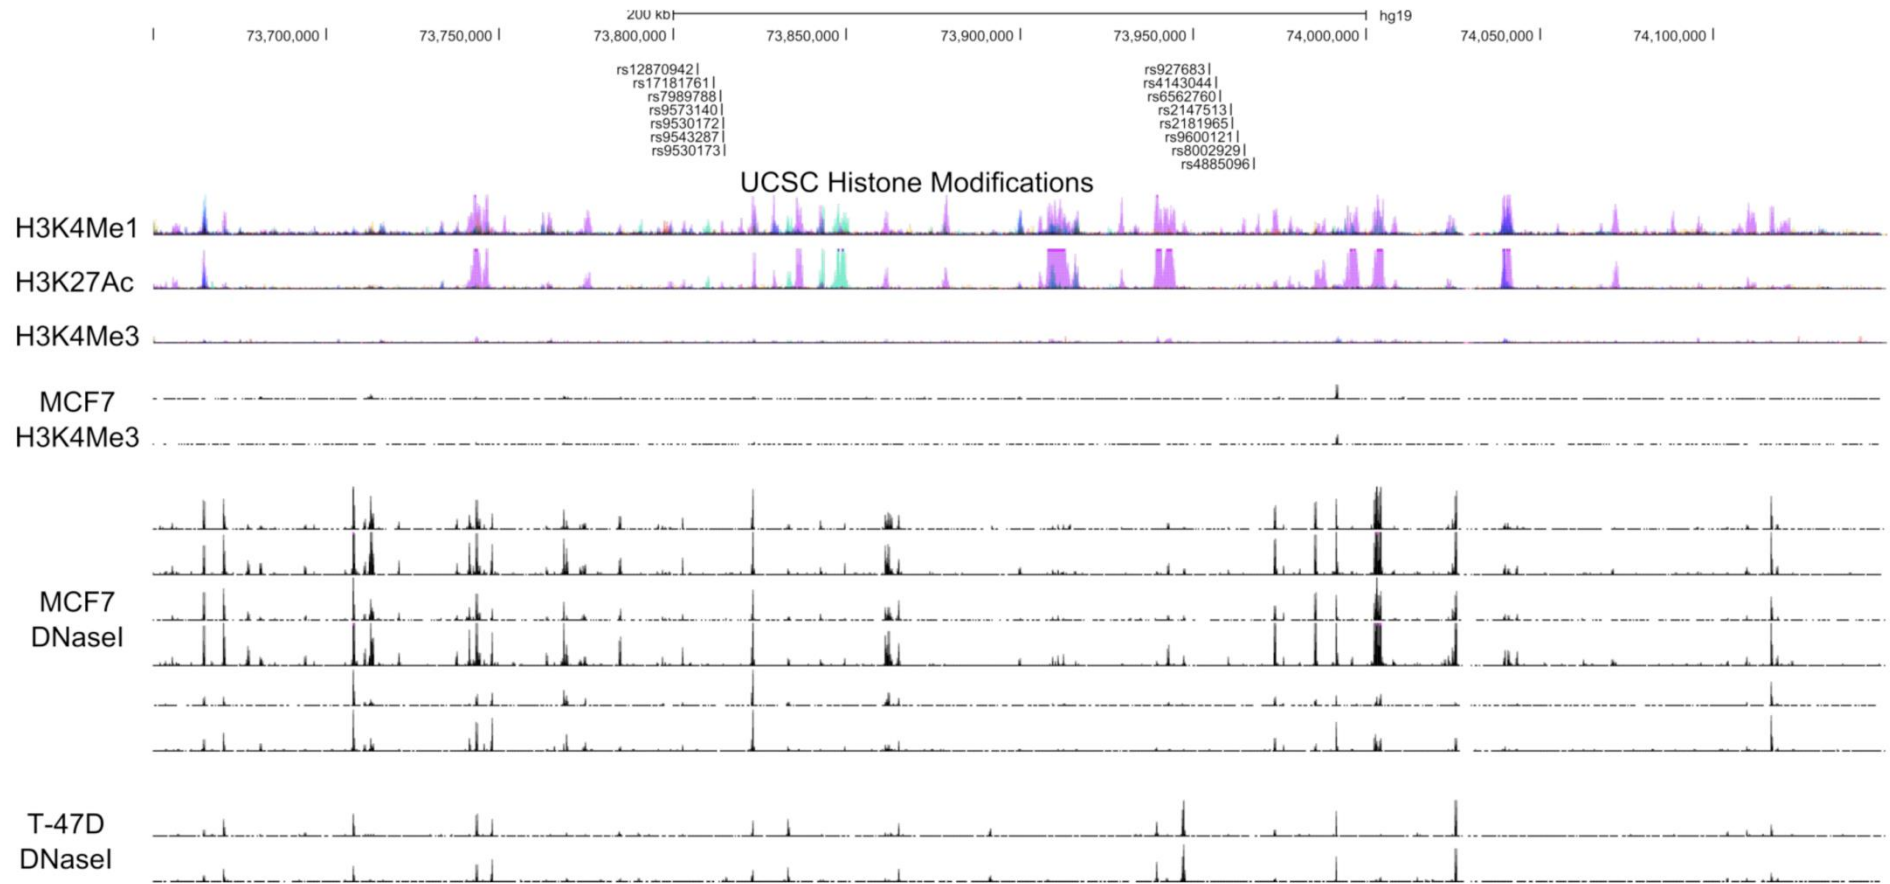 200 kb hg19
73,700,000 73,750,000 73,800,000 73,850,000 73,900,000 73,950,000 74,000,000 74,050,000 74,100,000
rs12870942 rs927683
rs17181761 rs4143044
rs7989788 rs6562760
rs9573140 rs2147513
rs9530172 rs2181965
rs9543287 rs9600121
rs9530173 rs8002929
rs4885096
UCSC Histone Modifications
H3K4Me1
H3K27Ac
H3K4Me3
MCF7
H3K4Me3
MCF7
DNaseI
T-47D
DNaseI